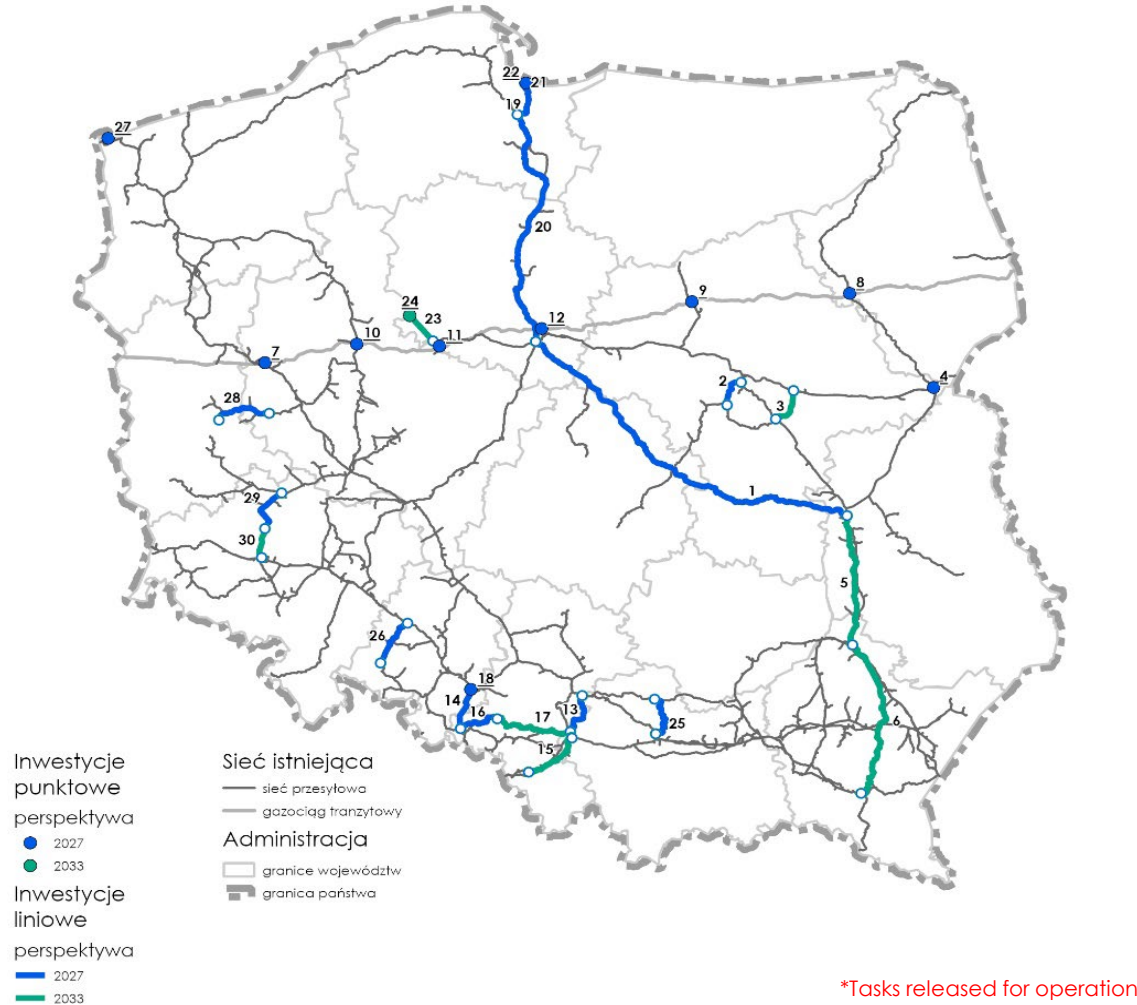 22
21
19
27
20
8
9
24
23
12
10
11
7
4
2
28
3
29
1
30
5
26
18
14
13
16
17
25
6
15
Inwestycje
punktowe
perspektywa
2027
2033
Inwestycje
liniowe
perspektywa
2027
2033
Sieć istniejąca
sieć przesyłowa
gazociąg tranzytowy
Administracja
granice województw
granica państwa
*Tasks released for operation